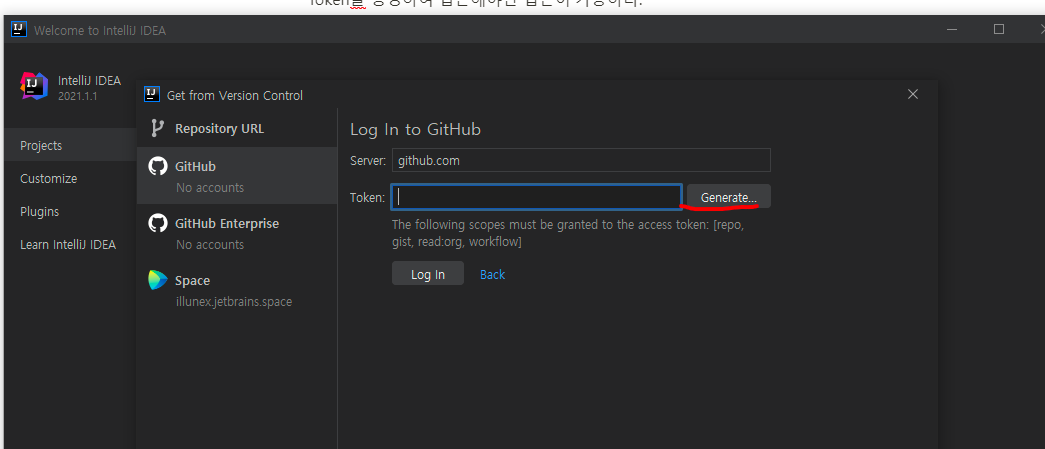 Welcome to IntelliJ IDEA
IntelliJ IDEA
2021.1.1
Projects
Customize
Plugins
Learn IntelliJ IDEA
Get from Version Control
Repository URL
GitHub
No accounts
GitHub Enterprise
No accounts
Space
illunex.jetbrains.space
Log In to GitHub
Server: github.com
Token: Generate...
The following scopes must be granted to the access token: [repo,
gist, read:org, workflow]
Log In Back